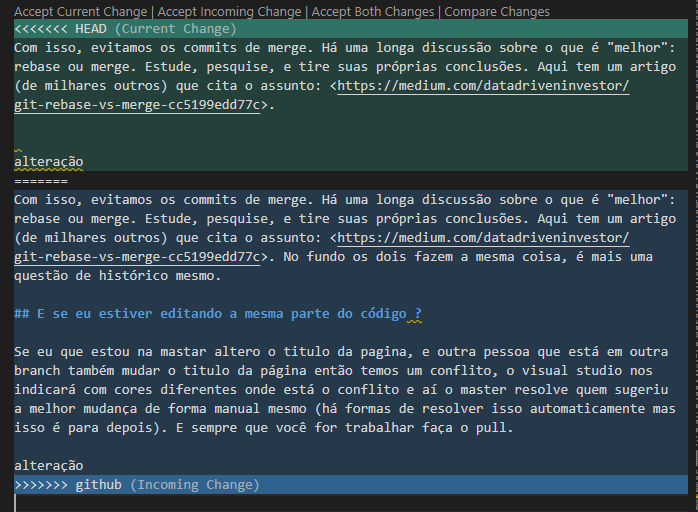 Accept Current Change | Accept Incoming Change | Accept Both Changes | Compare Changes
<<<<<<< HEAD (Current Change)
Com isso, evitamos os commits de merge. Há uma longa discussão sobre o que é "melhor":
rebase ou merge. Estude, pesquise, e tire suas próprias conclusões. Aqui tem um artigo
(de milhares outros) que cita o assunto: <https://medium.com/datadriveninvestor/
git-rebase-vs-merge-cc5199edd77c>.
alteração
=======
Com isso, evitamos os commits de merge. Há uma longa discussão sobre o que é "melhor":
rebase ou merge. Estude, pesquise, e tire suas próprias conclusões. Aqui tem um artigo
(de milhares outros) que cita o assunto: <https://medium.com/datadriveninvestor/
git-rebase-vs-merge-cc5199edd77c>. No fundo os dois fazem a mesma coisa, é mais uma
questão de histórico mesmo.
## E se eu estiver editando a mesma parte do código ?
Se eu que estou na mastar altero o titulo da pagina, e outra pessoa que está em outra
branch também mudar o titulo da página então temos um conflito, o visual studio nos
indicará com cores diferentes onde está o conflito e aí o master resolve quem sugeriu
a melhor mudança de forma manual mesmo (há formas de resolver isso automaticamente mas
isso é para depois). E sempre que você for trabalhar faça o pull.
alteração
>>>>>>> github (Incoming Change)